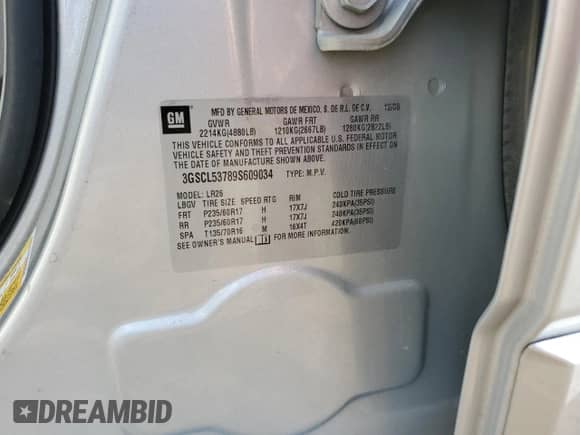 GM
MFD BY GENERAL MOTORS DE MEXICO, S. DE R.L. DE C.V. 12/08
GVWR GAWR FRT GAWR RR
2214KG(4880LB) 1210KG(2667LB) 1280KG(2822LB)
THIS VEHICLE CONFORMS TO ALL APPLICABLE U.S. FEDERAL MOTOR
VEHICLE SAFETY AND THEFT PREVENTION STANDARDS IN EFFECT ON
THE DATE OF MANUFACTURE SHOWN ABOVE.
3GSCL53789S609034 TYPE: M.P.V.
MODEL: LR26
LBGV TIRE SIZE SPEED RTG RIM COLD TIRE PRESSURE
FRT P235/60R17 H 17X7J 240KPA(35PSI)
RR P235/60R17 H 17X7J 240KPA(35PSI)
SPA T135/70R16 M 16X4T 420KPA(60PSI)
SEE OWNER'S MANUAL FOR MORE INFORMATION.
DREAMBID